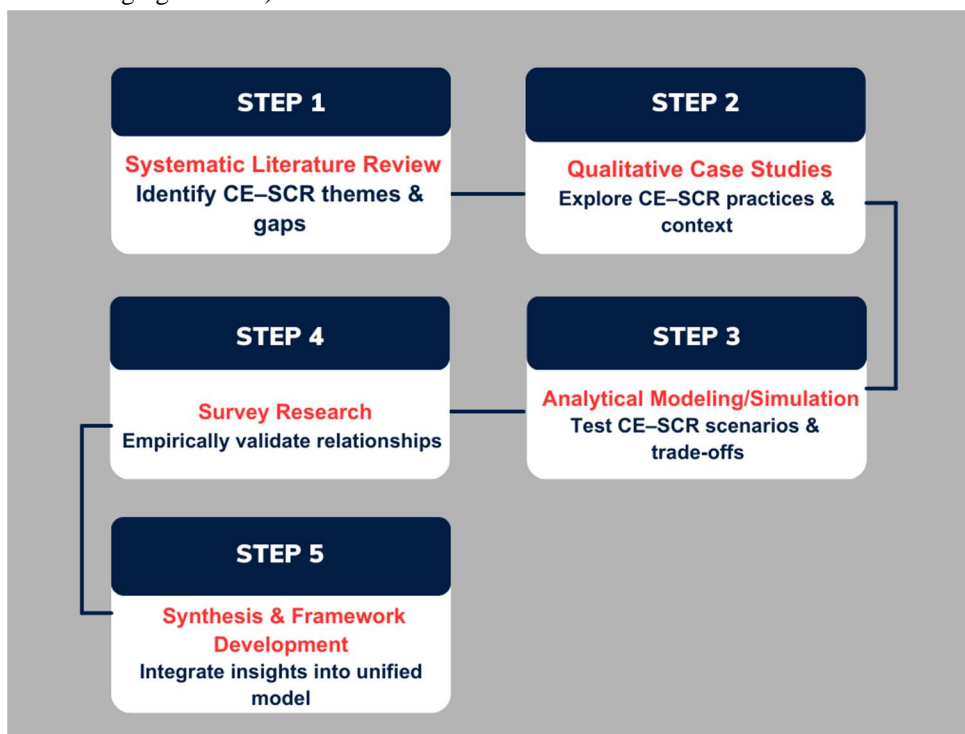 STEP 1
Systematic Literature Review
Identify CE–SCR themes &
gaps
STEP 2
Qualitative Case Studies
Explore CE–SCR practices &
context
STEP 3
Analytical Modeling/Simulation
Test CE–SCR scenarios &
trade-offs
STEP 4
Survey Research
Empirically validate relationships
STEP 5
Synthesis & Framework
Development
Integrate insights into unified
model